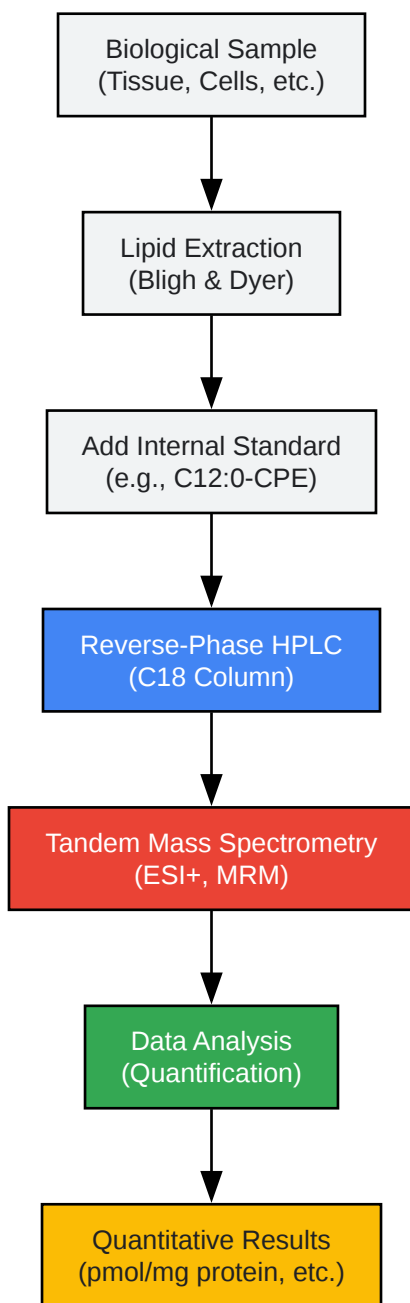 Biological Sample
(Tissue, Cells, etc.)
Lipid Extraction
(Bligh & Dyer)
Add Internal Standard
(e.g., C12:0-CPE)
Reverse-Phase HPLC
(C18 Column)
Tandem Mass Spectrometry
(ESI+, MRM)
Data Analysis
(Quantification)
Quantitative Results
(pmol/mg protein, etc.)